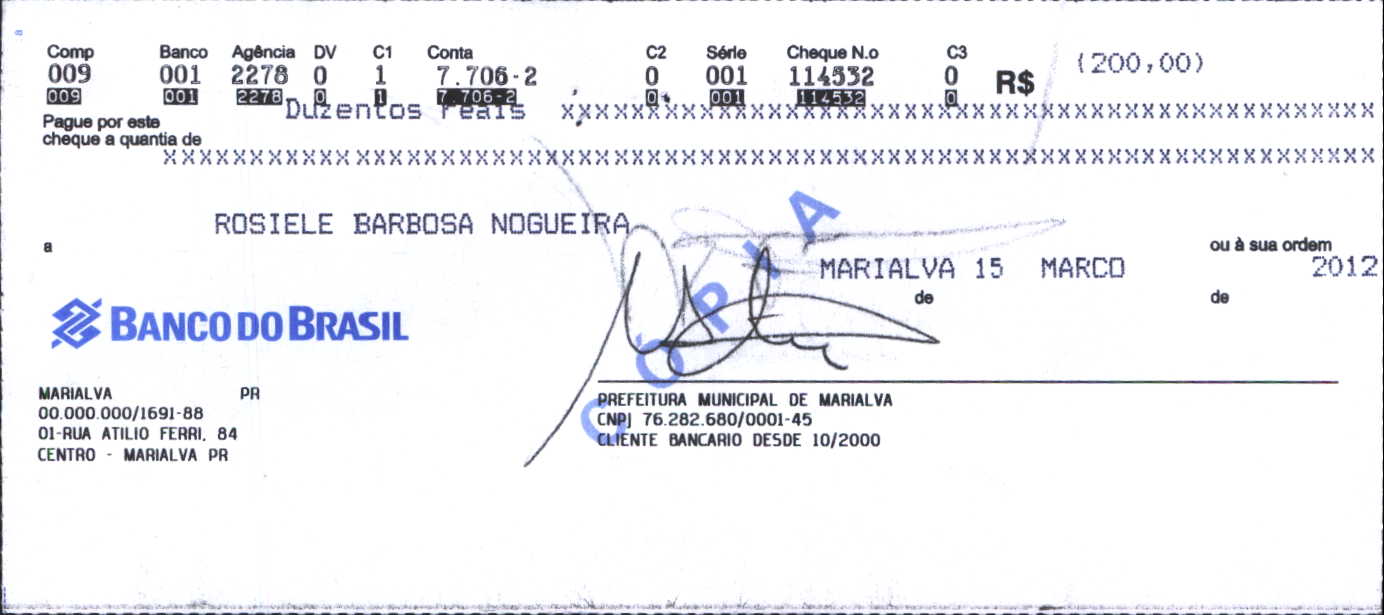 Comp Banco Agência DV C1 Conta C2 Série Cheque N.o C3
009 001 2278 0 1 7.706-2 0 001 114532 0 R$ (200,00)
009 001 2278 0 1 7.706-2 0 001 114532 0
Duzentos reais xxxxxxxxxxxxxxxxxxxxxxxxxxxxxxxxxxxxxxxxxxxxxxxxxxxxxxxxx
Pague por este
cheque a quantia de
xxxxxxxxxxxxxxxxxxxxxxxxxxxxxxxxxxxxxxxxxxxxxxxxxxxxxxxxxxxxxxxxxxxxxxxxxxxxxxxxxxxxx
ROSIELE BARBOSA NOGUEIRA
a ou à sua ordem
MARIALVA 15 MARCO 2012
de de
BANCO DO BRASIL
CÓPIA
MARIALVA PR
00.000.000/1691-88
01-RUA ATILIO FERRI, 84
CENTRO - MARIALVA PR
PREFEITURA MUNICIPAL DE MARIALVA
CNPJ 76.282.680/0001-45
CLIENTE BANCARIO DESDE 10/2000